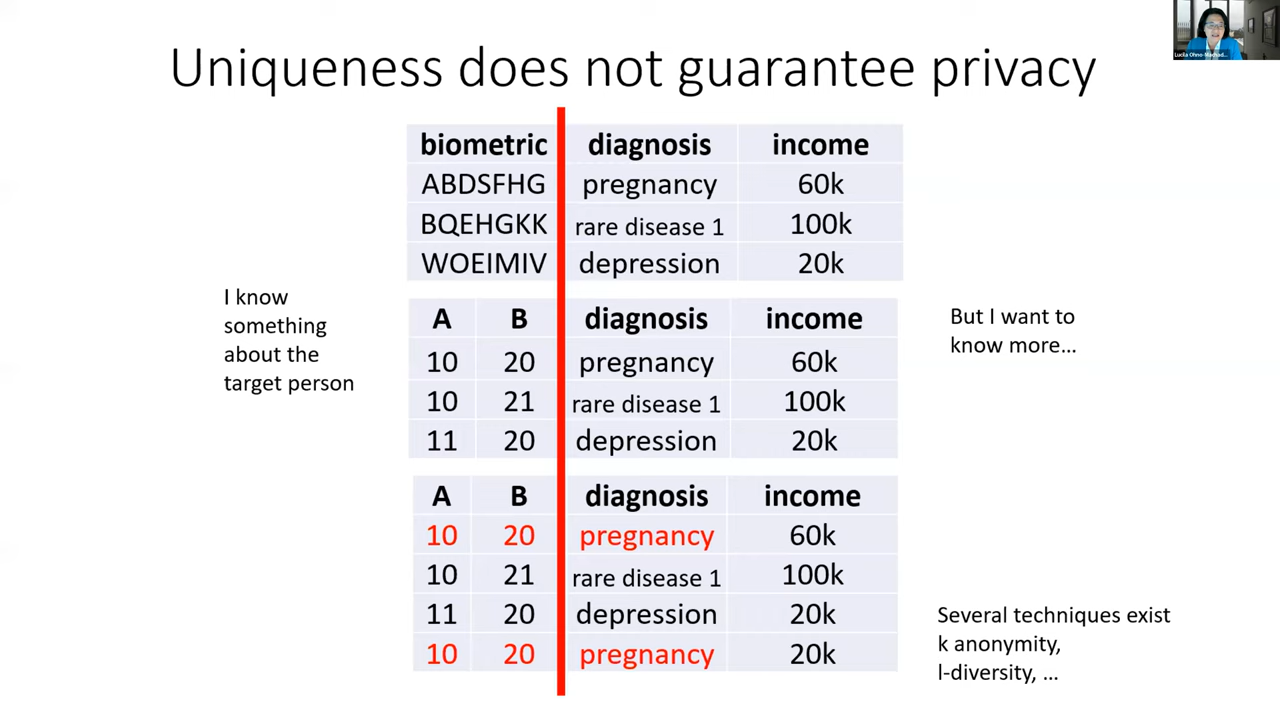 Uniqueness does not guarantee privacy
biometric diagnosis income
ABDSFHG pregnancy 60k
BQEHGKK rare disease 1 100k
WOEIMIV depression 20k
I know
something
about the
target person
A B diagnosis income
10 20 pregnancy 60k
10 21 rare disease 1 100k
11 20 depression 20k
But I want to
know more...
A B diagnosis income
10 20 pregnancy 60k
10 21 rare disease 1 100k
11 20 depression 20k
10 20 pregnancy 20k
Several techniques exist
k anonymity,
l-diversity, ...
Lucila Ohno-Machad...